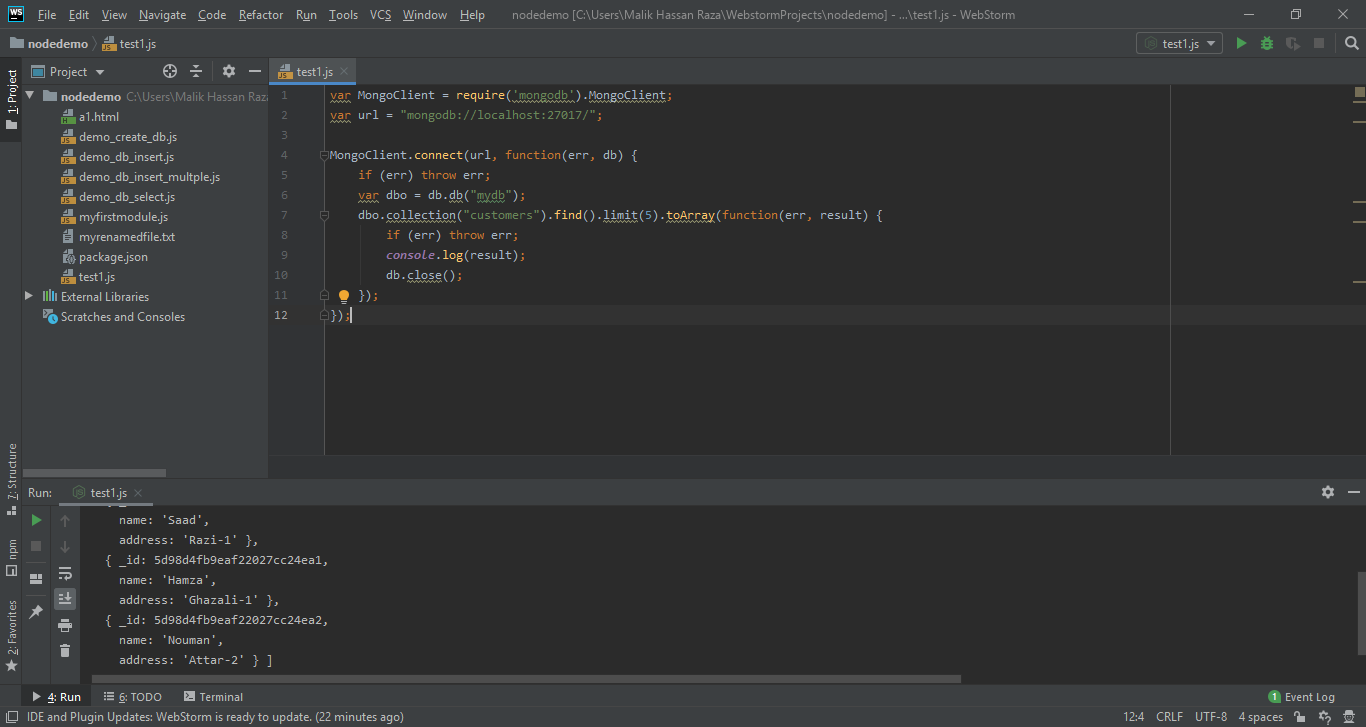 WS File Edit View Navigate Code Refactor Run Tools VCS Window Help nodedemo [C:\Users\Malik Hassan Raza\WebstormProjects\nodedemo] - ...\test1.js - WebStorm
nodedemo test1.js test1.js
1: Project
Project
test1.js
nodedemo C:\Users\Malik Hassan Raza
a1.html
demo_create_db.js
demo_db_insert.js
demo_db_insert_multple.js
demo_db_select.js
myfirstmodule.js
myrenamedfile.txt
package.json
test1.js
External Libraries
Scratches and Consoles
1 var MongoClient = require('mongodb').MongoClient;
2 var url = "mongodb://localhost:27017/";
3
4 MongoClient.connect(url, function(err, db) {
5 if (err) throw err;
6 var dbo = db.db("mydb");
7 dbo.collection("customers").find().limit(5).toArray(function(err, result) {
8 if (err) throw err;
9 console.log(result);
10 db.close();
11 });
12 });
7: Structure
npm
2: Favorites
Run: test1.js
name: 'Saad',
address: 'Razi-1' },
{ _id: 5d98d4fb9eaf22027cc24ea1,
name: 'Hamza',
address: 'Ghazali-1' },
{ _id: 5d98d4fb9eaf22027cc24ea2,
name: 'Nouman',
address: 'Attar-2' } ]
4: Run 6: TODO Terminal 1 Event Log
IDE and Plugin Updates: WebStorm is ready to update. (22 minutes ago) 12:4 CRLF UTF-8 4 spaces